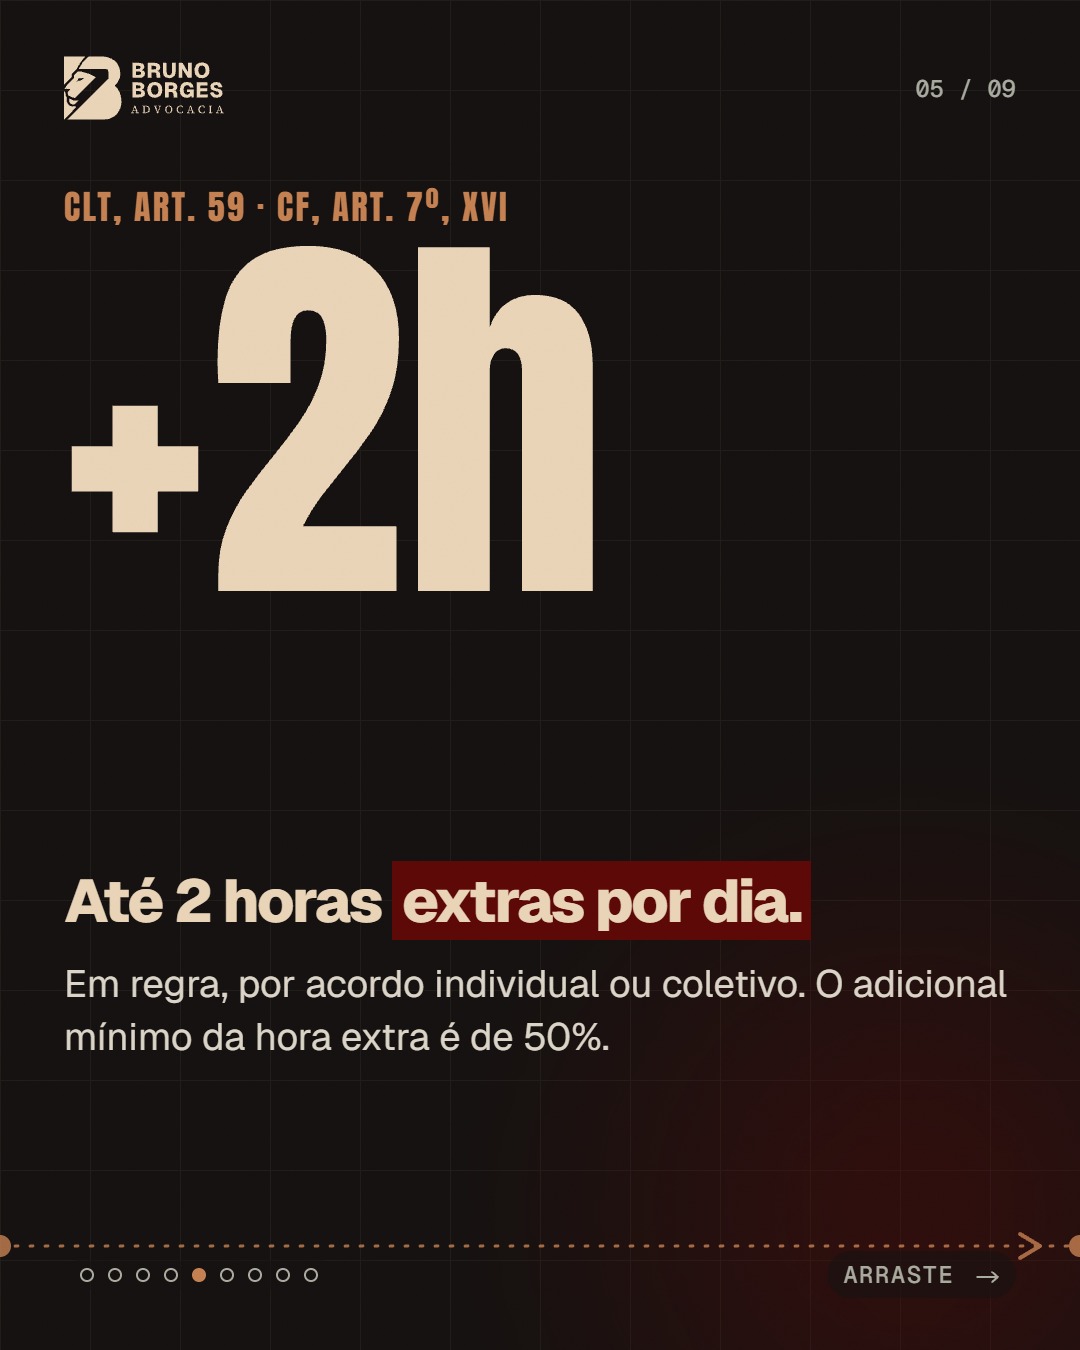 BRUNO
BORGES
ADVOCACIA
05 / 09
CLT, ART. 59 · CF, ART. 7º, XVI
+2h
Até 2 horas extras por dia.
Em regra, por acordo individual ou coletivo. O adicional
mínimo da hora extra é de 50%.
ARRASTE →